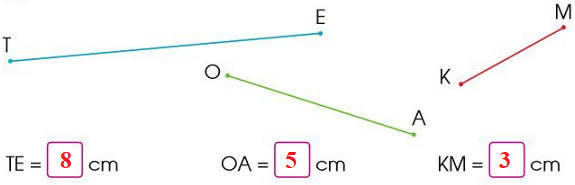 T
E
M
O
K
A
TE = 8 cm
OA = 5 cm
KM = 3 cm